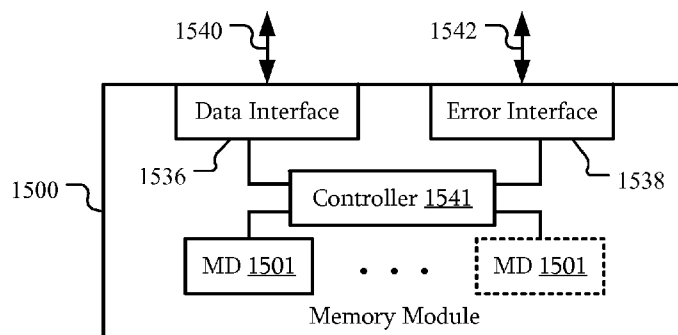 1540
1542
Data Interface
Error Interface
1536
1538
1500
Controller 1541
MD 1501
MD 1501
Memory Module